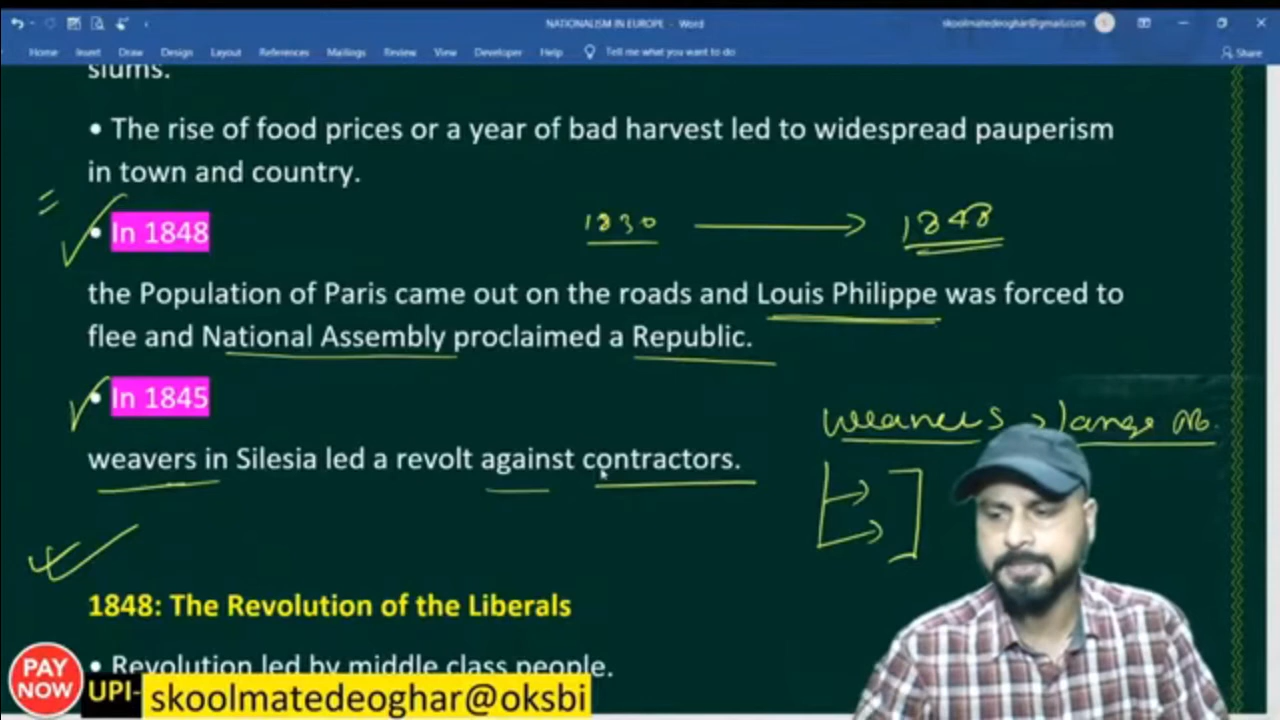 NATIONALISM IN EUROPE - Word
skoolmatedeoghar@gmail.com
Home Insert Draw Design Layout References Mailings Review View Developer Help Tell me what you want to do Share
slums.
• The rise of food prices or a year of bad harvest led to widespread pauperism
in town and country.
• In 1848
1830 1848
the Population of Paris came out on the roads and Louis Philippe was forced to
flee and National Assembly proclaimed a Republic.
• In 1845
weavers large no.
weavers in Silesia led a revolt against contractors.
1848: The Revolution of the Liberals
• Revolution led by middle class people.
PAY
NOW
UPI- skoolmatedeoghar@oksbi